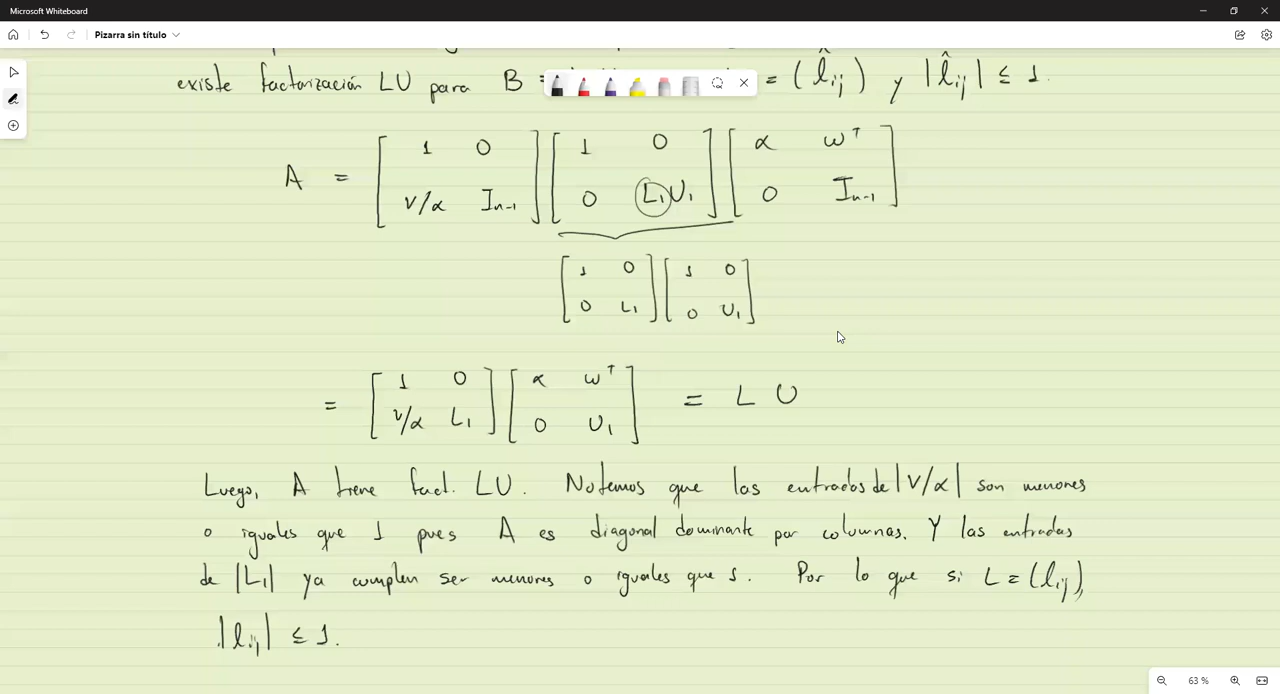 Microsoft Whiteboard
Pizarra sin título
existe factorización LU para B = = (l̂ij) y |l̂ij| ≤ 1.
A = [ 1 0 ; v/α In-1 ] [ 1 0 ; 0 L1U1 ] [ α wᵀ ; 0 In-1 ]
[ 1 0 ; 0 L1 ] [ 1 0 ; 0 U1 ]
= [ 1 0 ; v/α L1 ] [ α wᵀ ; 0 U1 ] = L U
Luego, A tiene fact. LU. Notemos que las entradas de |V/α| son menores
o iguales que 1 pues A es diagonal dominante por columnas. Y las entradas
de |L1| ya cumplen ser menores o iguales que 1. Por lo que si L = (lij),
|lij| ≤ 1.
63 %